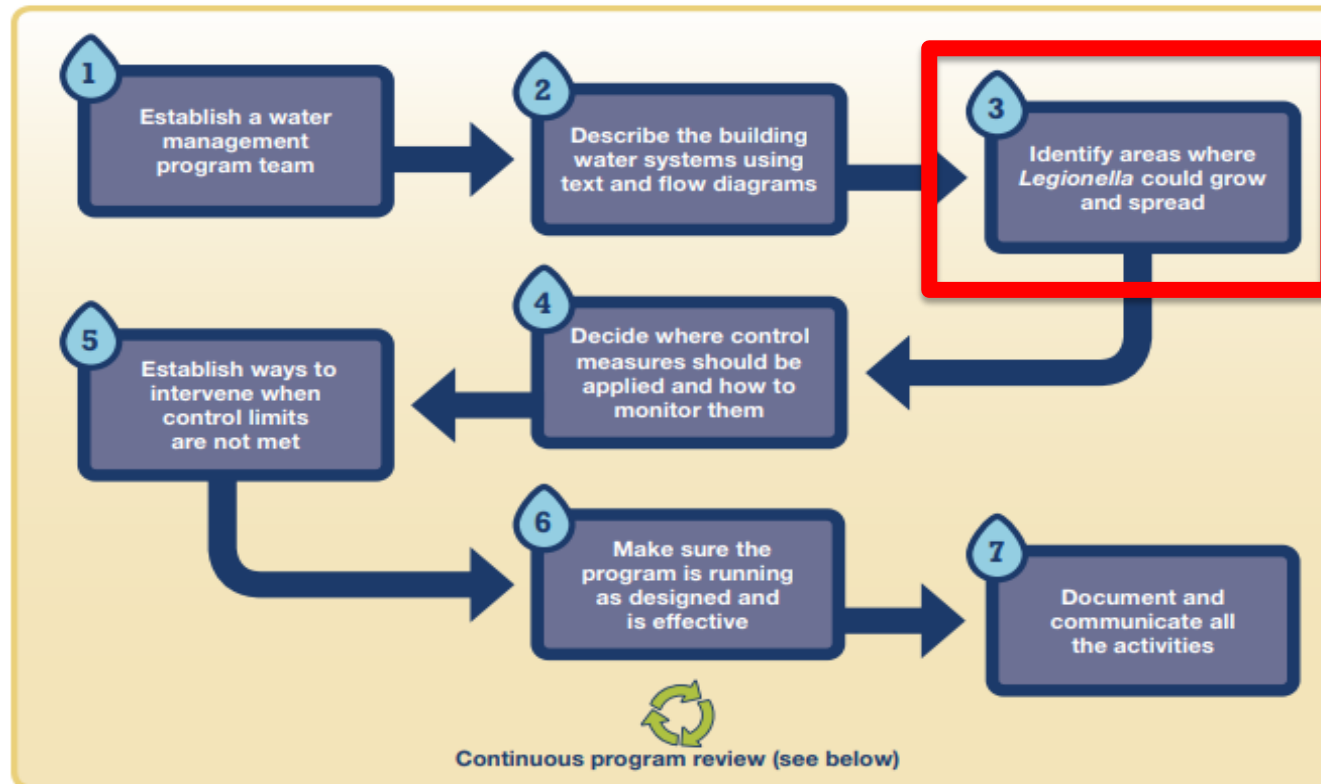 1
Establish a water
management
program team
2
Describe the building
water systems using
text and flow diagrams
3
Identify areas where
Legionella could grow
and spread
4
Decide where control
measures should be
applied and how to
monitor them
5
Establish ways to
intervene when
control limits
are not met
6
Make sure the
program is running
as designed and
is effective
7
Document and
communicate all
the activities
Continuous program review (see below)